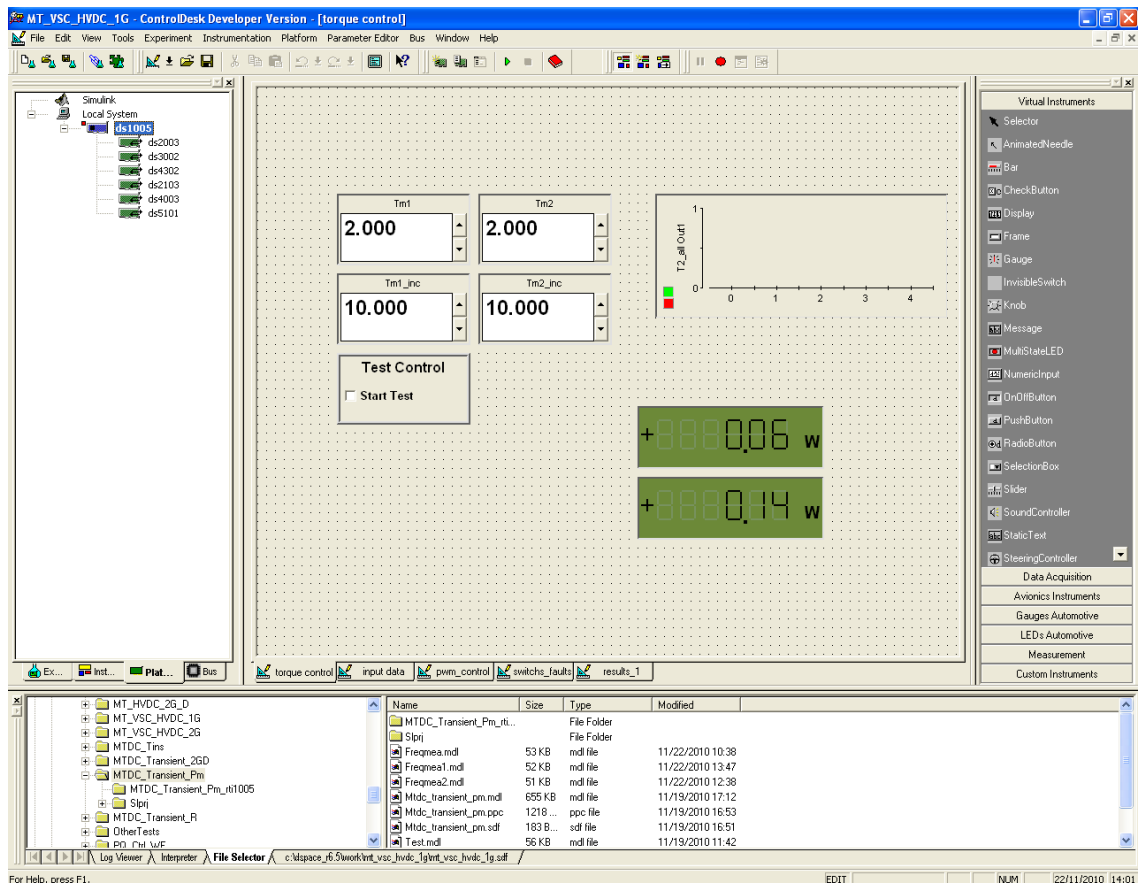 MT_VSC_HVDC_1G - ControlDesk Developer Version - [torque control]
File Edit View Tools Experiment Instrumentation Platform Parameter Editor Bus Window Help
Simulink
Local System
ds1005
ds2003
ds3002
ds4302
ds2103
ds4003
ds5101
Ex... Inst... Plat... Bus
Tm1 Tm2
2.000 2.000
Tm1_inc Tm2_inc
10.000 10.000
Test Control
Start Test
T2_all Out1
1
0
0 1 2 3 4
+ 0.06 w
+ 0.14 w
torque control input data pwm_control switchs_faults results_1
Virtual Instruments
Selector
AnimatedNeedle
Bar
CheckButton
Display
Frame
Gauge
InvisibleSwitch
Knob
Message
MultiStateLED
NumericInput
OnOffButton
PushButton
RadioButton
SelectionBox
Slider
SoundController
StaticText
SteeringController
Data Acquisition
Avionics Instruments
Gauges Automotive
LEDs Automotive
Measurement
Custom Instruments
MT_HVDC_2G_D
MT_VSC_HVDC_1G
MT_VSC_HVDC_2G
MTDC_Tins
MTDC_Transient_2GD
MTDC_Transient_Pm
MTDC_Transient_Pm_rti1005
Slprj
MTDC_Transient_R
OtherTests
PQ_Ctrl_WF
Name Size Type Modified
MTDC_Transient_Pm_rti... File Folder
Slprj File Folder
Freqmea.mdl 53 KB mdl file 11/22/2010 10:38
Freqmea1.mdl 52 KB mdl file 11/22/2010 13:47
Freqmea2.mdl 51 KB mdl file 11/22/2010 12:38
Mtdc_transient_pm.mdl 655 KB mdl file 11/19/2010 17:12
Mtdc_transient_pm.ppc 1218 ... ppc file 11/19/2010 16:53
Mtdc_transient_pm.sdf 183 B... sdf file 11/19/2010 16:51
Test.mdl 56 KB mdl file 11/19/2010 11:42
Log Viewer Interpreter File Selector c:\dspace_r6.5\work\mt_vsc_hvdc_1g\mt_vsc_hvdc_1g.sdf
For Help, press F1. EDIT NUM 22/11/2010 14:01